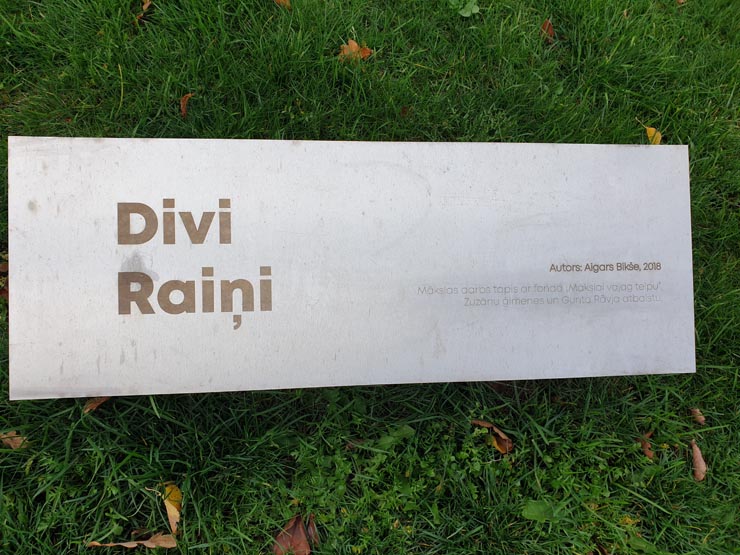 Divi
Raiņi
Autors: Aigars Bikše, 2018
Mākslas darbs tapis ar fonda „Mākslai vajag telpu",
Zuzānu ģimenes un Gunta Rāvja atbalstu